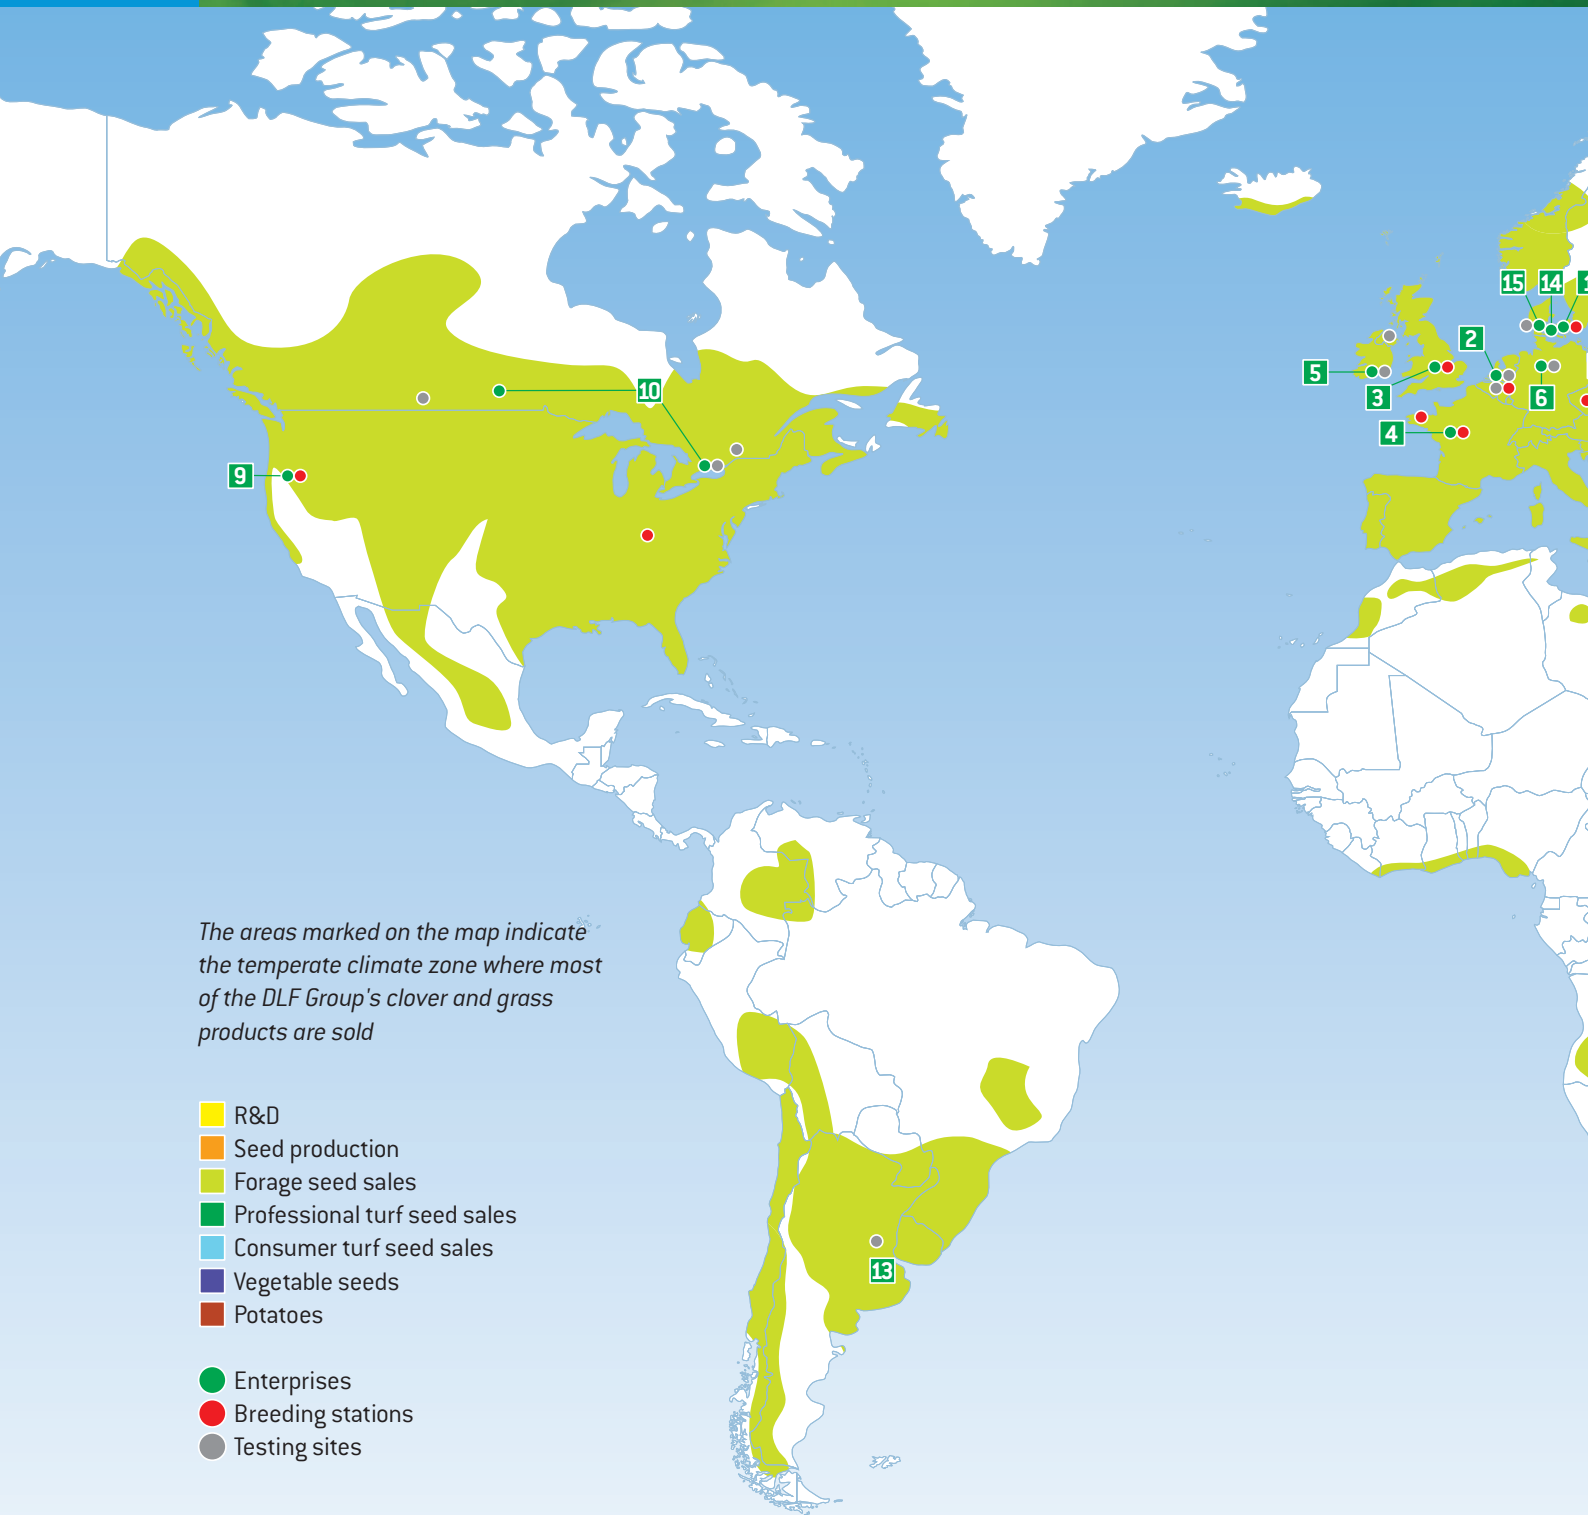 15 14 1
2
5
10
3
6
4
9
The areas marked on the map indicate
the temperate climate zone where most
of the DLF Group's clover and grass
products are sold
R&D
Seed production
Forage seed sales
Professional turf seed sales
Consumer turf seed sales
Vegetable seeds
13
Potatoes
Enterprises
Breeding stations
Testing sites